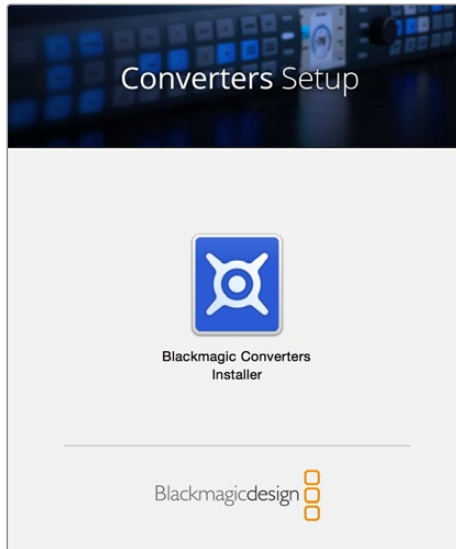 Converters Setup
Blackmagic Converters
Installer
Blackmagicdesign